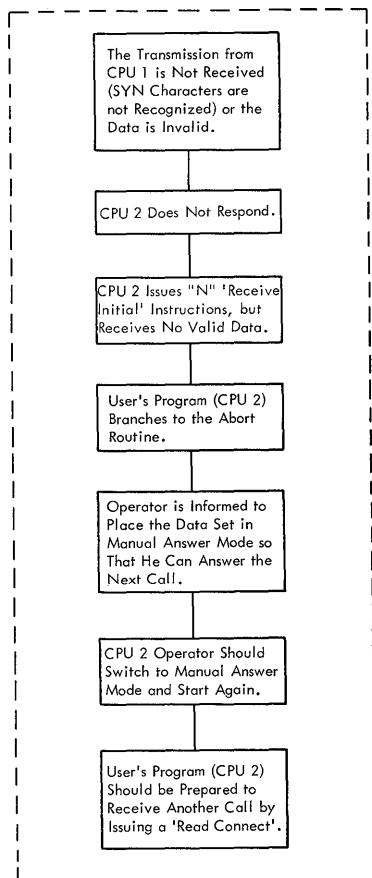 The Transmission from
CPU 1 is Not Received
(SYN Characters are
not Recognized) or the
Data is Invalid.
CPU 2 Does Not Respond.
CPU 2 Issues "N" 'Receive
Initial' Instructions, but
Receives No Valid Data.
User's Program (CPU 2)
Branches to the Abort
Routine.
Operator is Informed to
Place the Data Set in
Manual Answer Mode so
That He Can Answer the
Next Call.
CPU 2 Operator Should
Switch to Manual Answer
Mode and Start Again.
User's Program (CPU 2)
Should be Prepared to
Receive Another Call by
Issuing a 'Read Connect'.